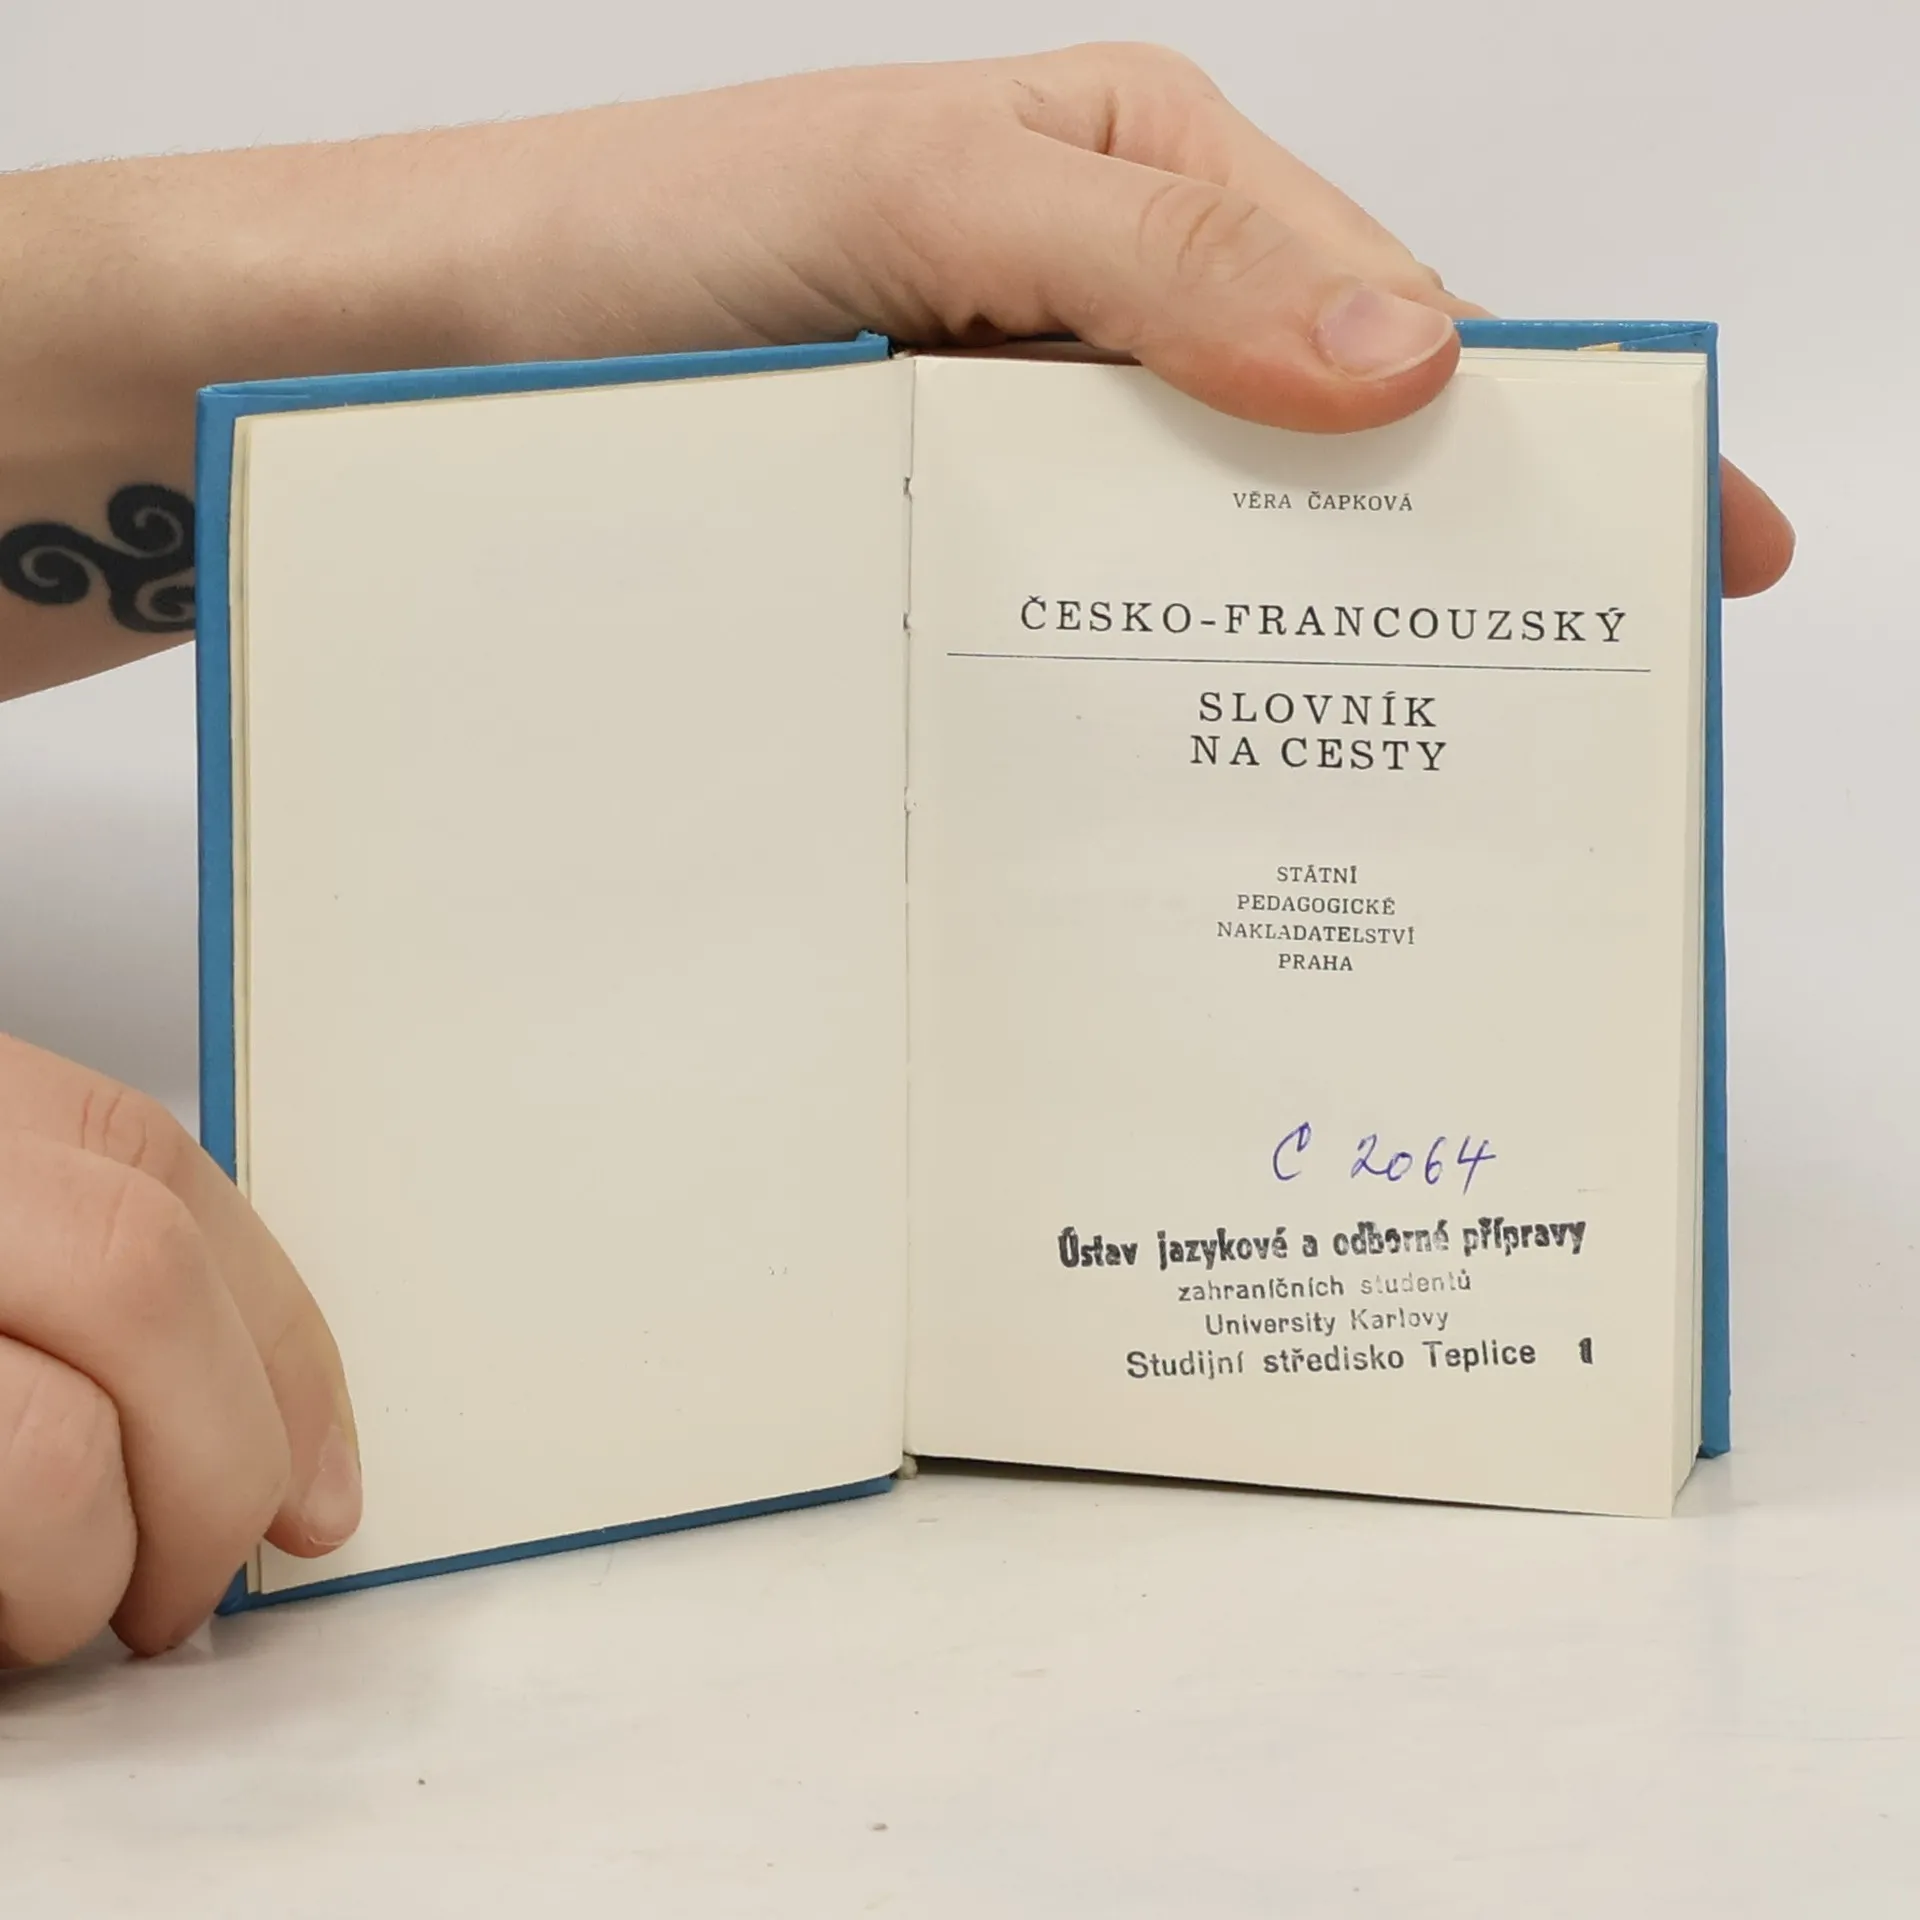 VĚRA ČAPKOVÁ
ČESKO-FRANCOUZSKÝ
SLOVNÍK
NA CESTY
STÁTNÍ
PEDAGOGICKÉ
NAKLADATELSTVÍ
PRAHA
C 2064
Ústav jazykové a odborné přípravy
zahraníčních studentů
University Karlovy
Studijní středisko Teplice 1